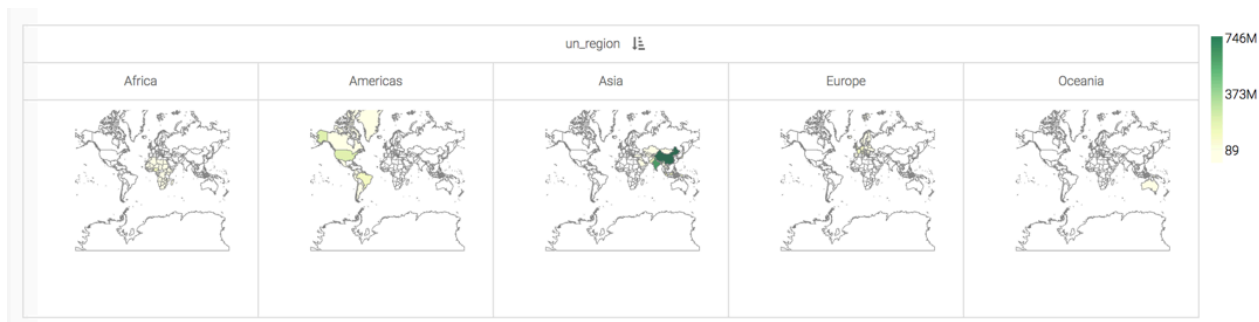 un_region
Africa
Americas
Asia
Europe
Oceania
746M
373M
89